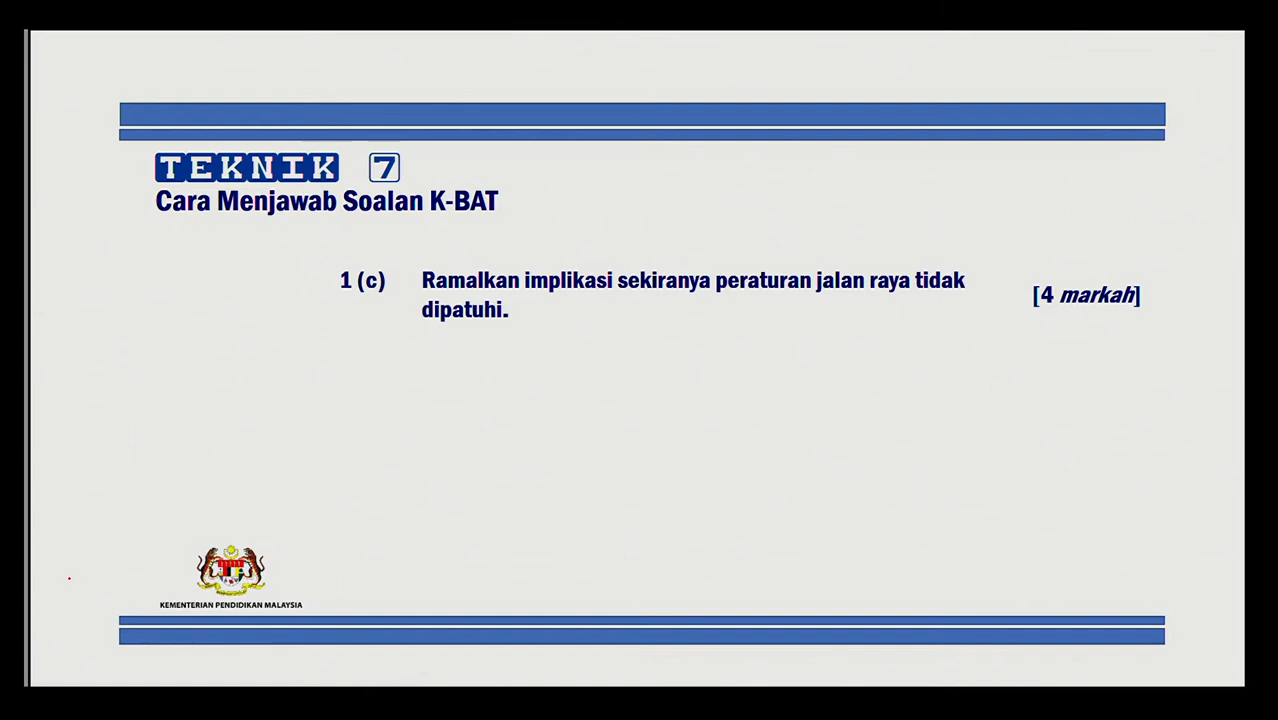 TEKNIK 7
Cara Menjawab Soalan K-BAT
1 (c) Ramalkan implikasi sekiranya peraturan jalan raya tidak
dipatuhi.
[4 markah]
KEMENTERIAN PENDIDIKAN MALAYSIA